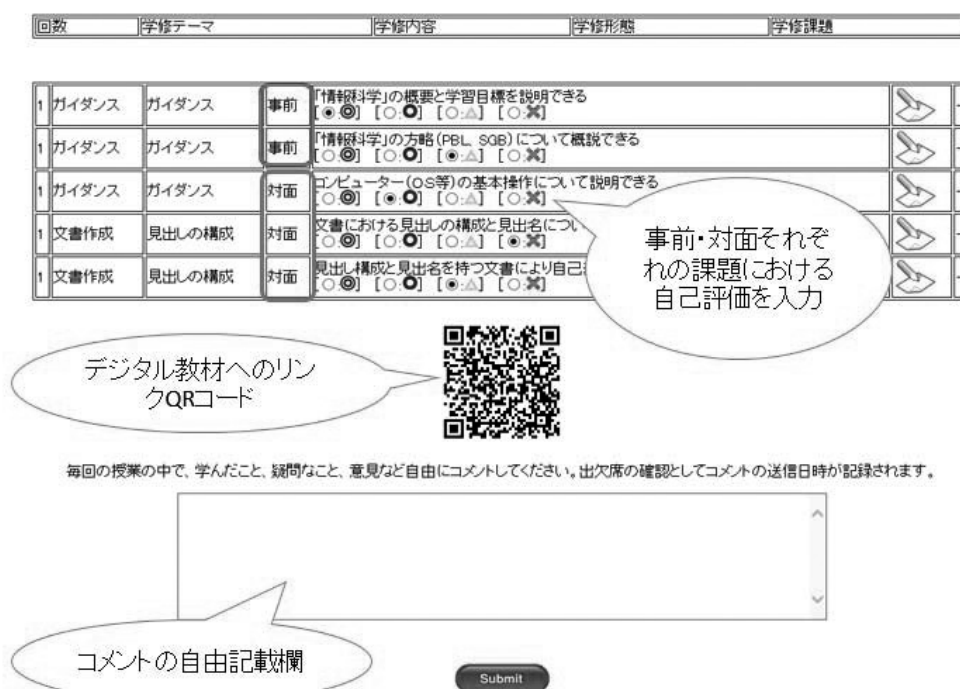 回数 学修テーマ 学修内容 学修形態 学修課題
1 ガイダンス ガイダンス 事前 「情報科学」の概要と学習目標を説明できる
[◉:◎] [○:O] [○:△] [○:✖]
1 ガイダンス ガイダンス 事前 「情報科学」の方略(PBL, SGB)について概説できる
[○:◎] [○:O] [◉:△] [○:✖]
1 ガイダンス ガイダンス 対面 コンピューター(OS等)の基本操作について説明できる
[○:◎] [◉:O] [○:△] [○:✖]
1 文書作成 見出しの構成 対面 文書における見出しの構成と見出名につい
[○:◎] [○:O] [○:△] [◉:✖]
1 文書作成 見出しの構成 対面 見出し構成と見出名を持つ文書により自己
[○:◎] [○:O] [◉:△] [○:✖]
事前・対面それぞ
れの課題における
自己評価を入力
デジタル教材へのリン
クQRコード
毎回の授業の中で、学んだこと、疑問なこと、意見など自由にコメントしてください。出欠席の確認としてコメントの送信日時が記録されます。
コメントの自由記載欄
Submit